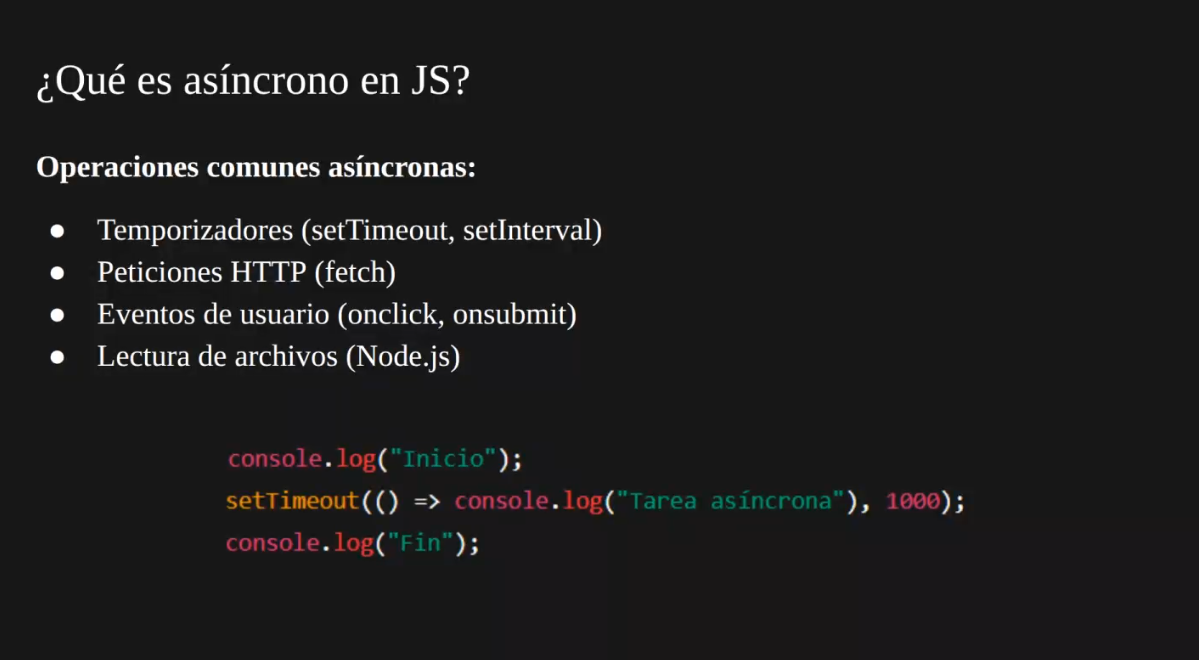 ¿Qué es asíncrono en JS?
Operaciones comunes asíncronas:
● Temporizadores (setTimeout, setInterval)
● Peticiones HTTP (fetch)
● Eventos de usuario (onclick, onsubmit)
● Lectura de archivos (Node.js)
console.log("Inicio");
setTimeout(() => console.log("Tarea asíncrona"), 1000);
console.log("Fin");